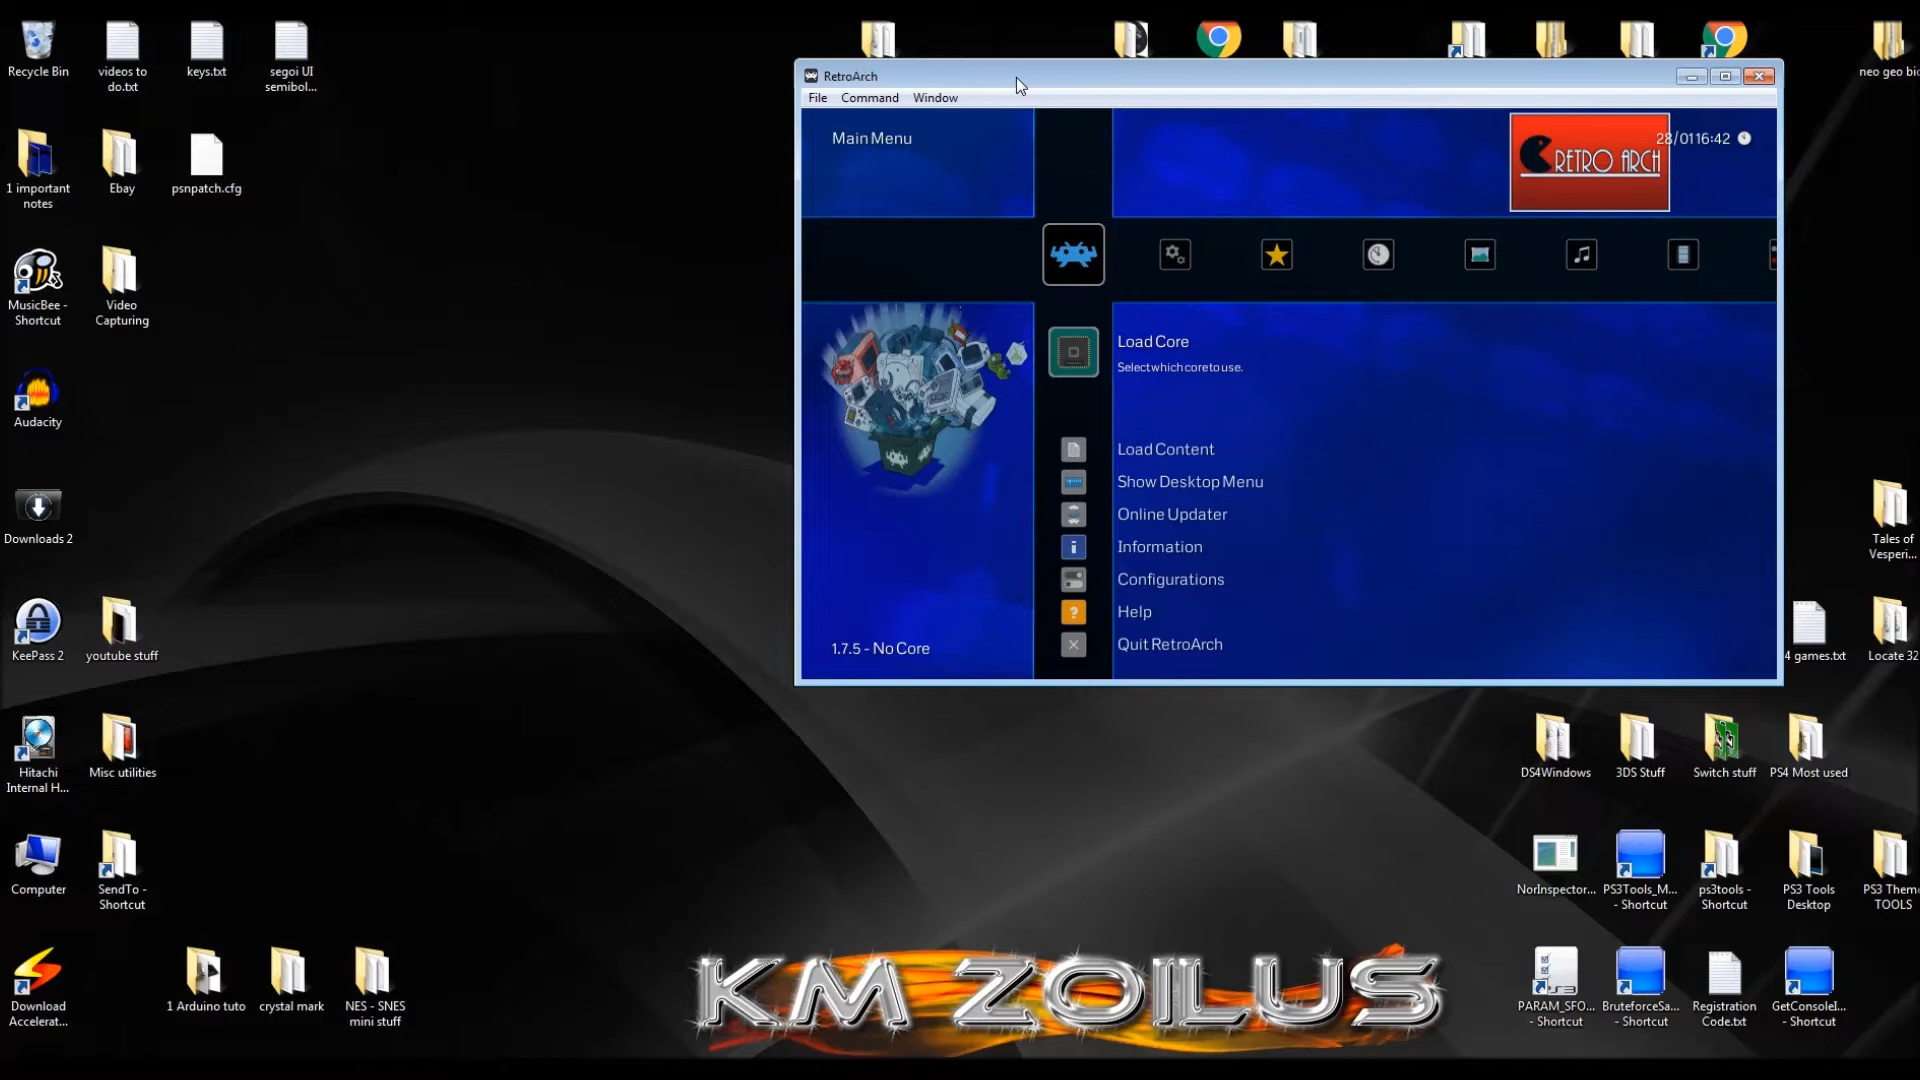 Recycle Bin
videos to
do.txt
keys.txt
segoi UI
semibol...
neo geo bio
1 important
notes
Ebay
psnpatch.cfg
MusicBee -
Shortcut
Video
Capturing
Audacity
Downloads 2
KeePass 2
youtube stuff
Hitachi
Internal H...
Misc utilities
Computer
SendTo -
Shortcut
Download
Accelerat...
1 Arduino tuto
crystal mark
NES - SNES
mini stuff
RetroArch
File
Command
Window
Main Menu
28/01 16:42
RETRO ARCH
Load Core
Select which core to use.
Load Content
Show Desktop Menu
Online Updater
Information
Configurations
Help
Quit RetroArch
1.7.5 - No Core
Tales of
Vesperi...
4 games.txt
Locate 32
DS4Windows
3DS Stuff
Switch stuff
PS4 Most used
NorInspector...
PS3Tools_M...
- Shortcut
ps3tools -
Shortcut
PS3 Tools
Desktop
PS3 Theme
TOOLS
PS3
PARAM_SFO...
- Shortcut
BruteforceSa...
- Shortcut
Registration
Code.txt
GetConsoleI...
- Shortcut
KM ZOILUS